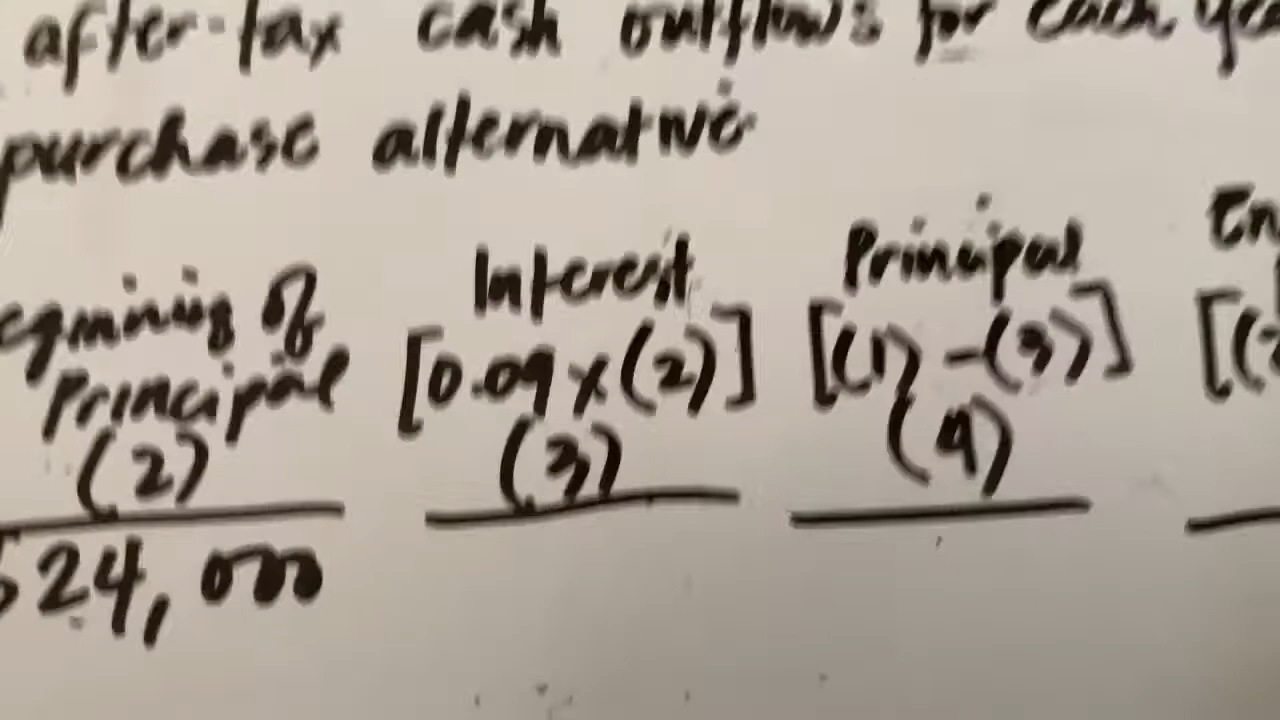 after-tax cash outflows for each
purchase alternative
Interest Principal
Principal [0.09 x (2)] [(1) - (3)]
(2) (3) (4)
$24,000